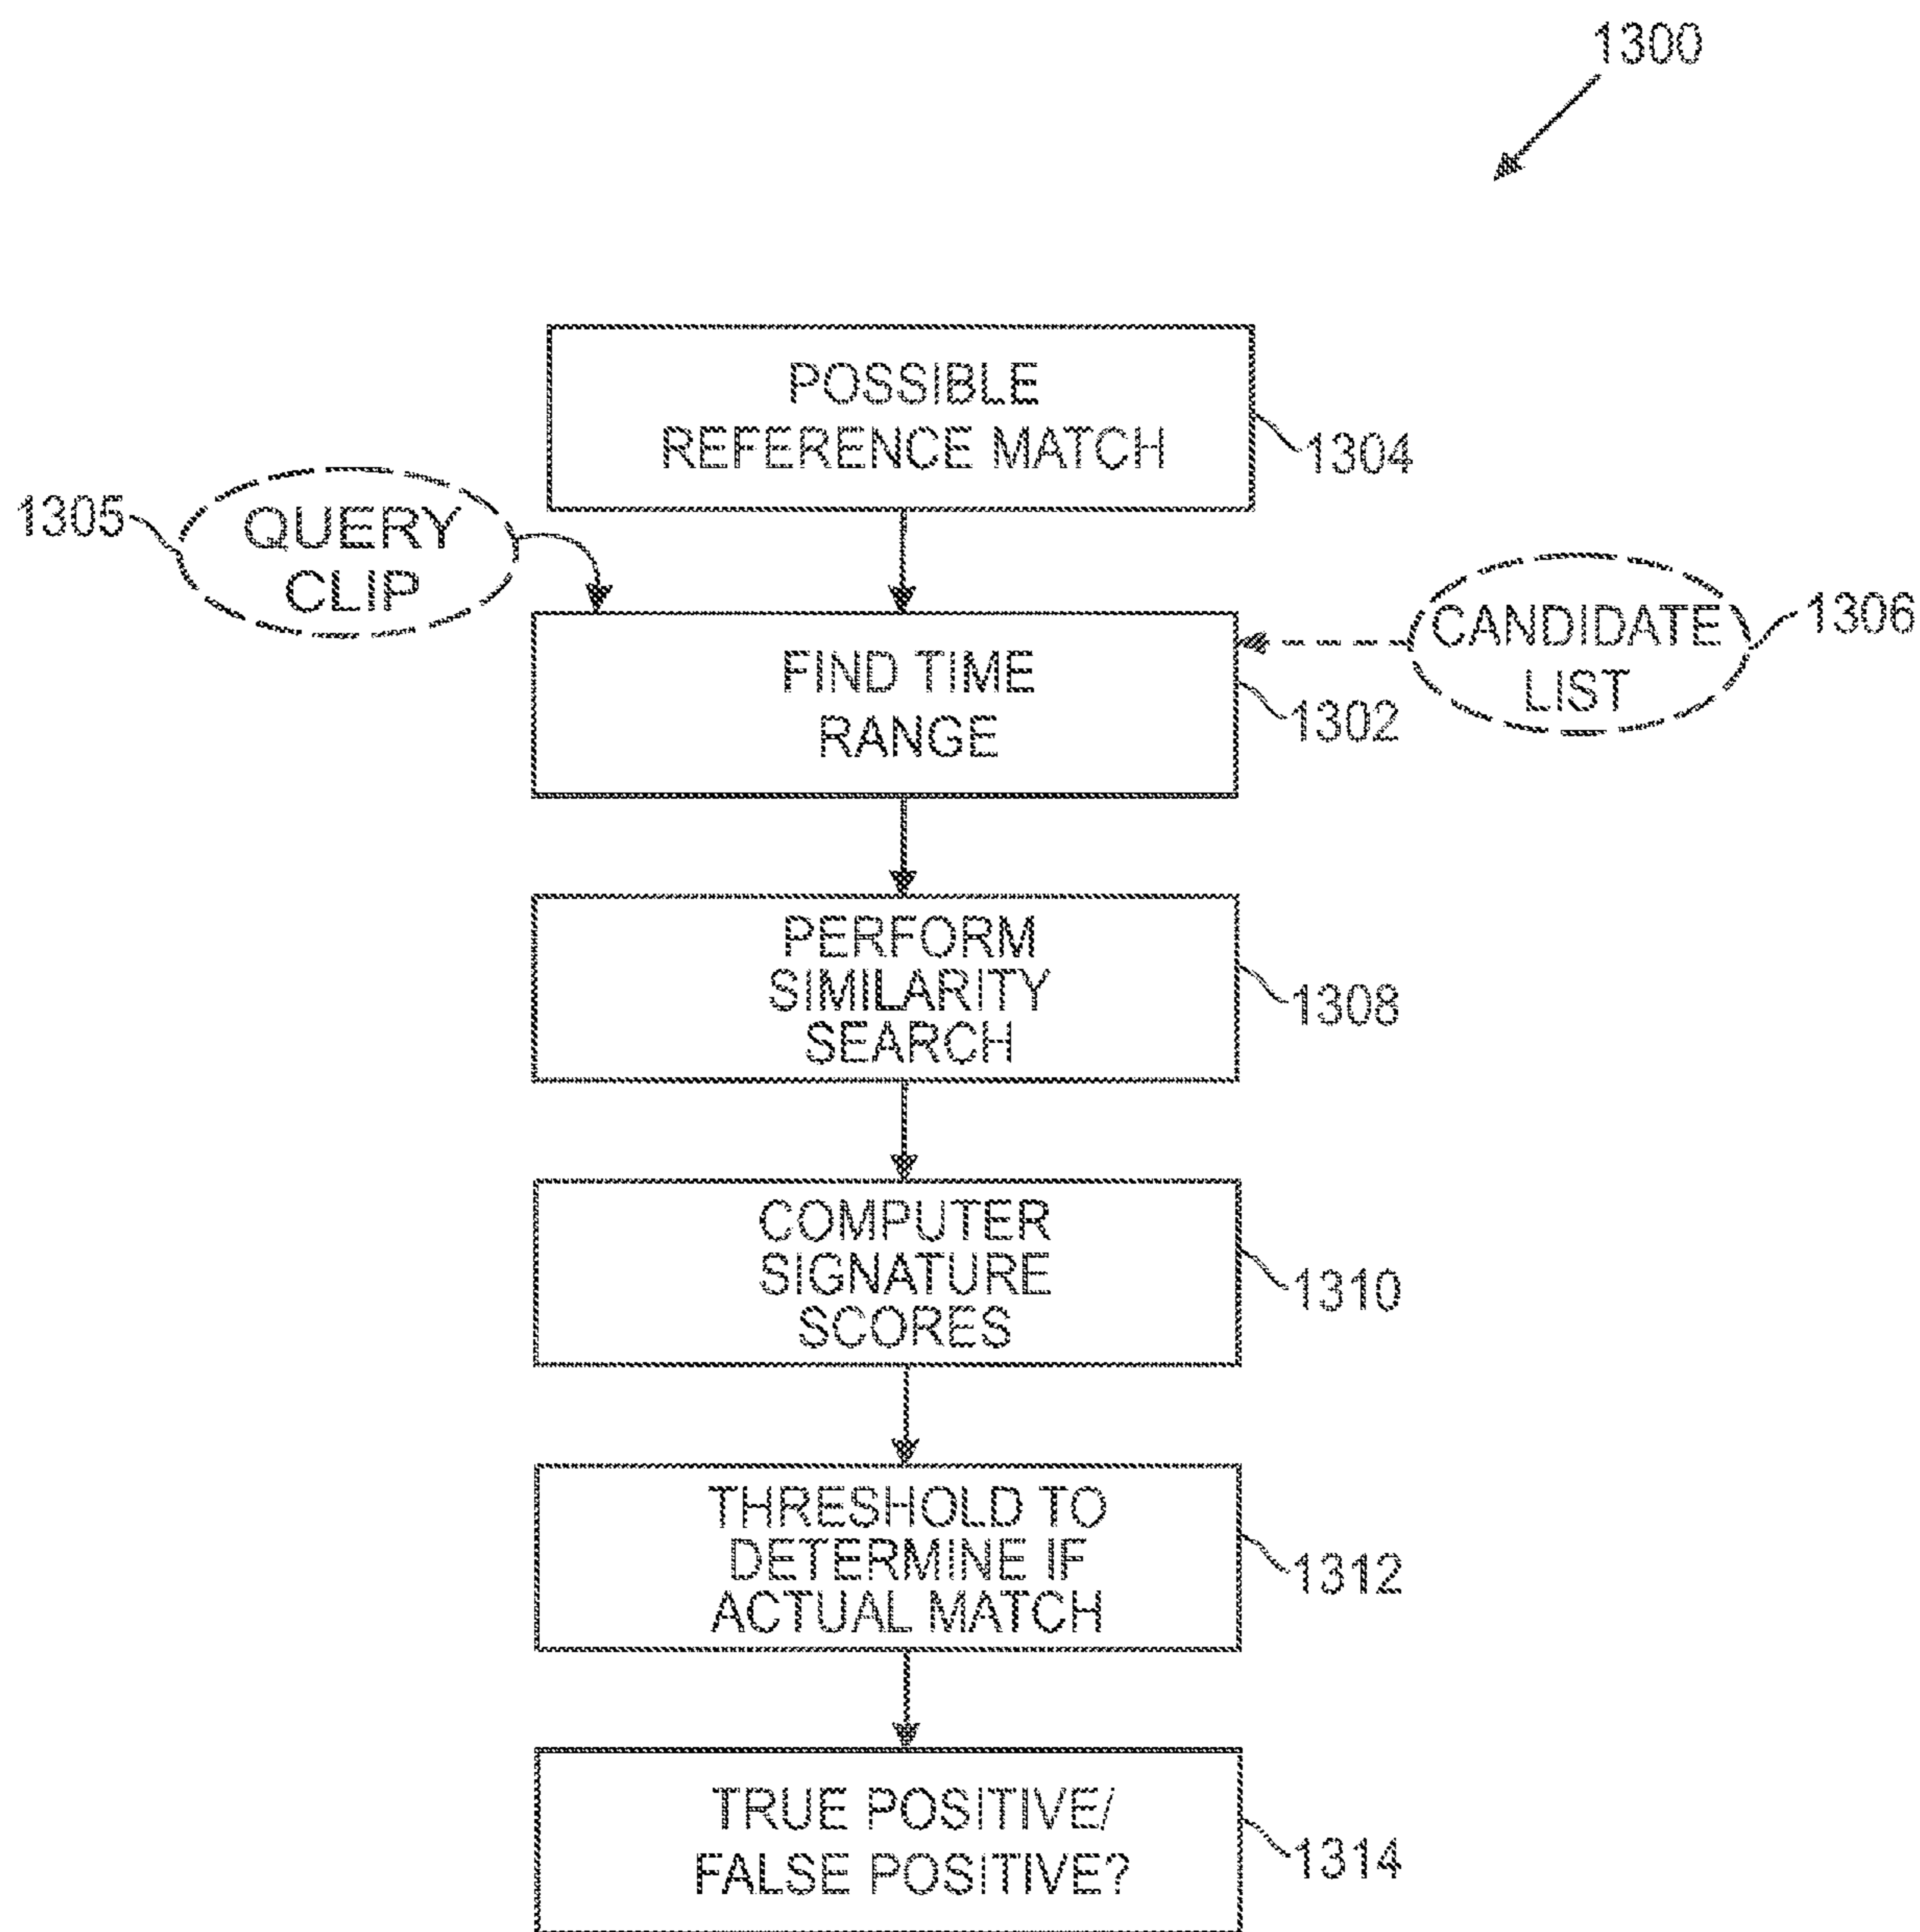 1300
POSSIBLE
REFERENCE MATCH
1304
1305
QUERY
CLIP
CANDIDATE
LIST
1306
FIND TIME
RANGE
1302
PERFORM
SIMILARITY
SEARCH
1308
COMPUTER
SIGNATURE
SCORES
1310
THRESHOLD TO
DETERMINE IF
ACTUAL MATCH
1312
TRUE POSITIVE/
FALSE POSITIVE?
1314